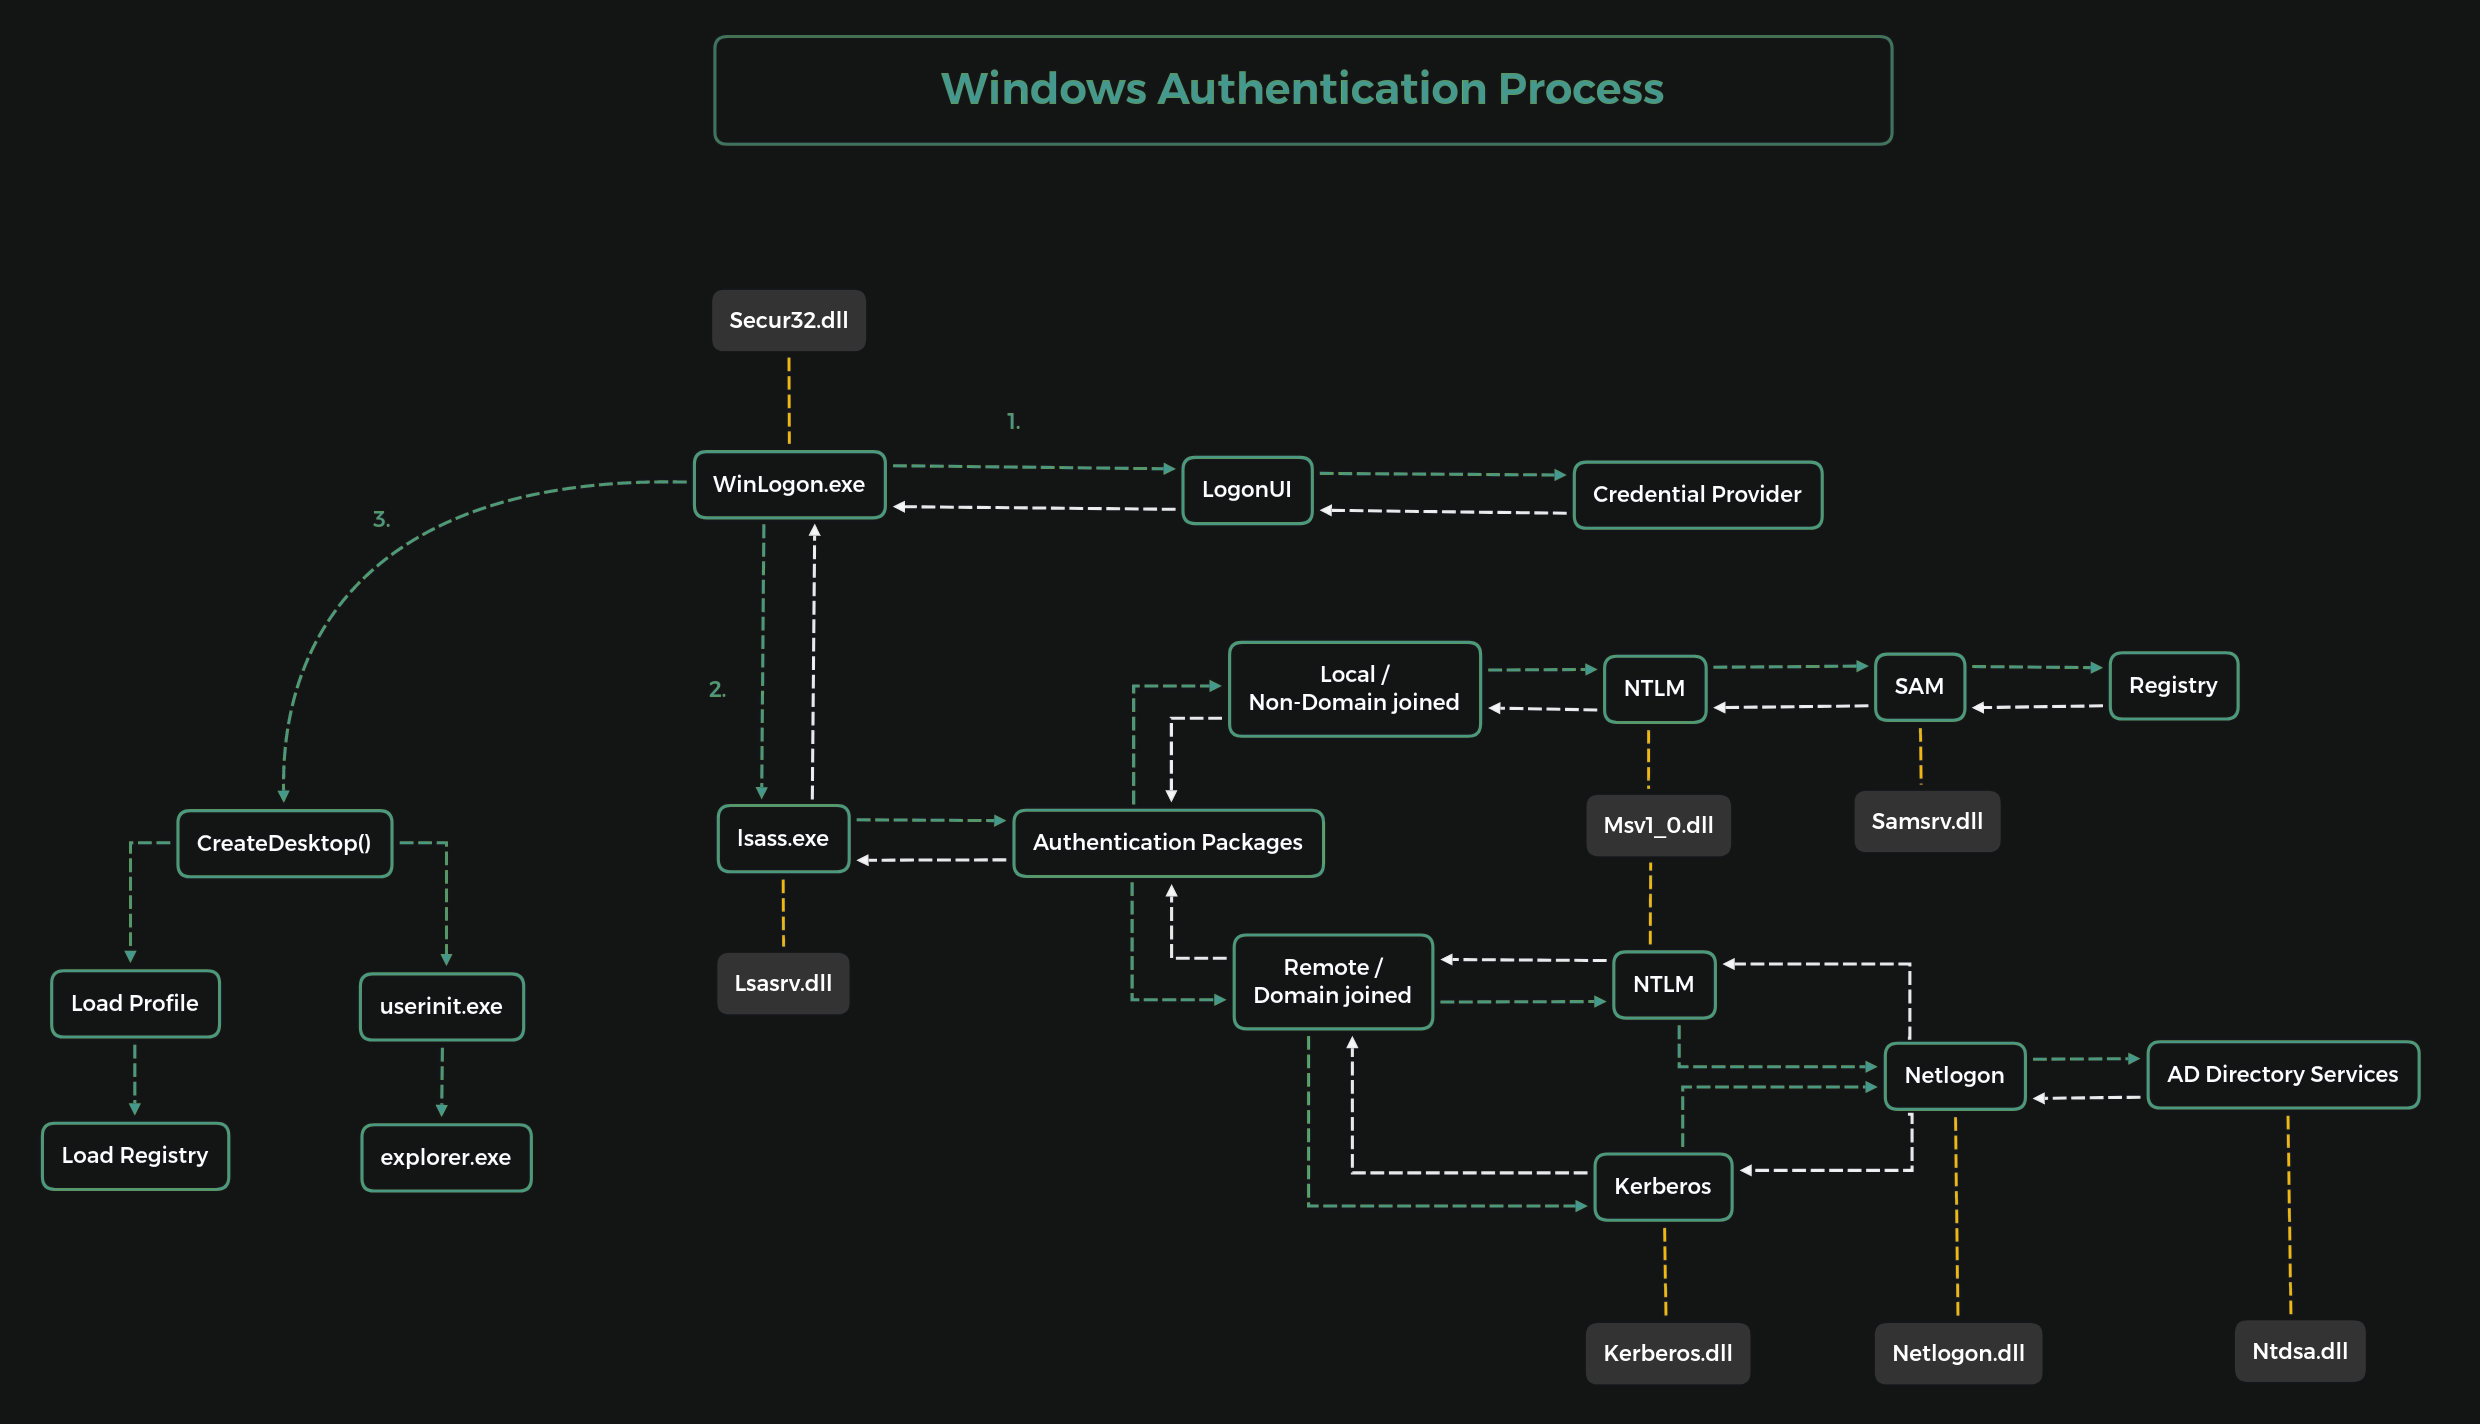 Windows Authentication Process
Secur32.dll
1.
WinLogon.exe
LogonUI
Credential Provider
3.
2.
Local /
Non-Domain joined
NTLM
SAM
Registry
CreateDesktop()
lsass.exe
Authentication Packages
Msv1_0.dll
Samsrv.dll
Load Profile
userinit.exe
Lsasrv.dll
Remote /
Domain joined
NTLM
Netlogon
AD Directory Services
Load Registry
explorer.exe
Kerberos
Kerberos.dll
Netlogon.dll
Ntdsa.dll